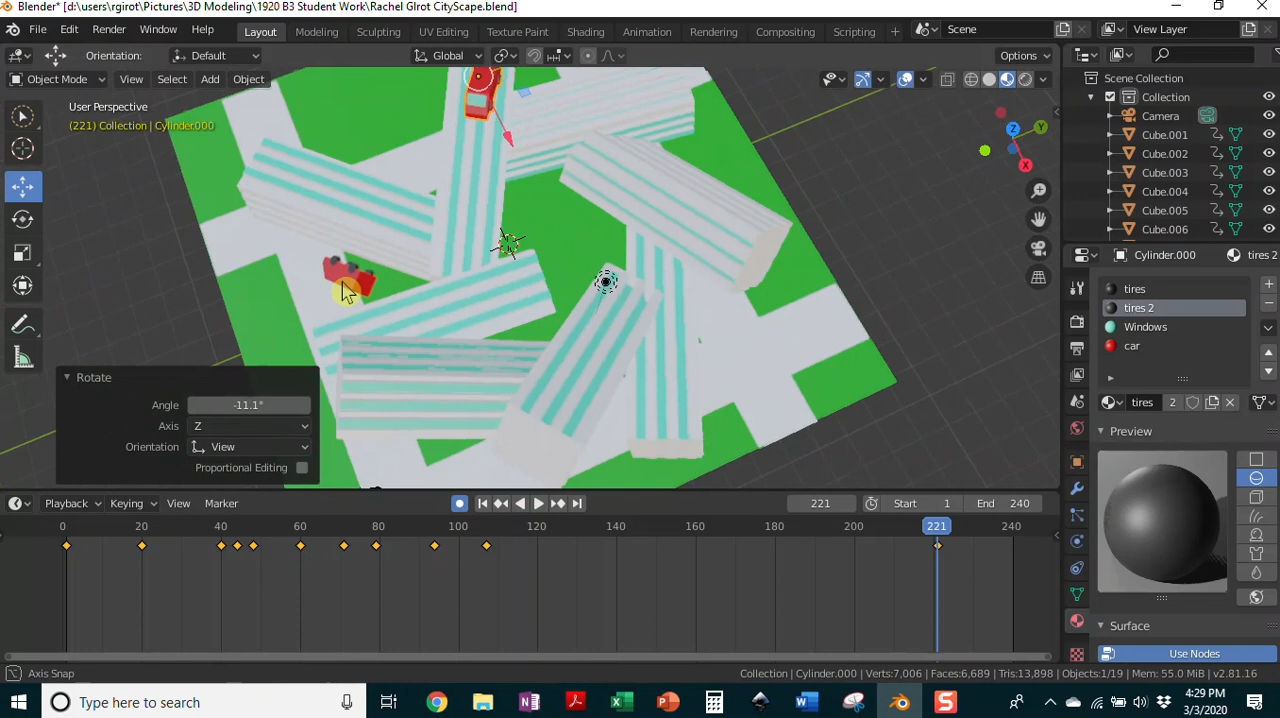 Blender* [d:\users\rgirot\Pictures\3D Modeling\1920 B3 Student Work\Rachel GIrot CityScape.blend]
File Edit Render Window Help Layout Modeling Sculpting UV Editing Texture Paint Shading Animation Rendering Compositing Scripting + Scene View Layer
Orientation: Default Global Options
Object Mode View Select Add Object
User Perspective
(221) Collection | Cylinder.000
Z Y X
Scene Collection
Collection
Camera
Cube.001
Cube.002
Cube.003
Cube.004
Cube.005
Cube.006
Cylinder.000 tires 2
tires
tires 2
Windows
car
tires 2
Preview
Surface
Use Nodes
Rotate
Angle -11.1°
Axis Z
Orientation View
Proportional Editing
Playback Keying View Marker 221 Start 1 End 240
0 20 40 60 80 100 120 140 160 180 200 221 240
Axis Snap
Collection | Cylinder.000 | Verts:7,006 | Faces:6,689 | Tris:13,898 | Objects:1/19 | Mem: 55.0 MiB | v2.81.16
Type here to search
4:29 PM
3/3/2020